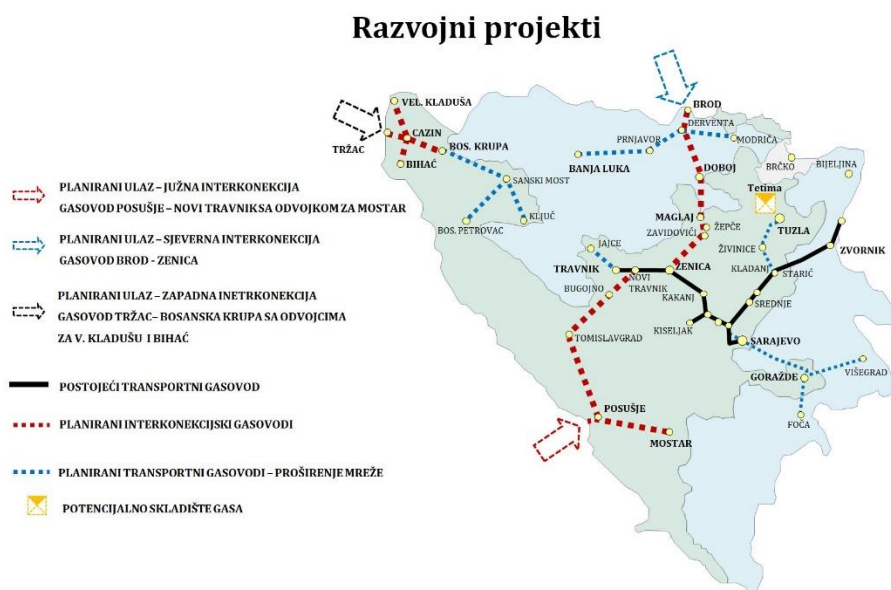 Razvojni projekti
PLANIRANI ULAZ – JUŽNA INTERKONEKCIJA
GASOVOD POSUŠJE – NOVI TRAVNIK SA ODVOJKOM ZA MOSTAR
PLANIRANI ULAZ – SJEVERNA INTERKONEKCIJA
GASOVOD BROD - ZENICA
PLANIRANI ULAZ – ZAPADNA INETRKONEKCIJA
GASOVOD TRŽAC– BOSANSKA KRUPA SA ODVOJCIMA
ZA V. KLADUŠU I BIHAĆ
POSTOJEĆI TRANSPORTNI GASOVOD
PLANIRANI INTERKONEKCIJSKI GASOVODI
PLANIRANI TRANSPORTNI GASOVODI – PROŠIRENJE MREŽE
POTENCIJALNO SKLADIŠTE GASA
VEL. KLADUŠA
CAZIN
TRŽAC
BOS. KRUPA
BIHAĆ
SANSKI MOST
BOS. PETROVAC
KLJUČ
BROD
DERVENTA
PRNJAVOR
MODRIČA
BANJA LUKA
DOBOJ
BRČKO
BIJELJINA
Tetima
MAGLAJ
ŽEPČE
ZAVIDOVIĆI
TUZLA
ŽIVINICE
ZVORNIK
JAJCE
TRAVNIK
ZENICA
KLADANJ
STARIĆ
NOVI
TRAVNIK
BUGOJNO
KAKANJ
SREDNJE
KISELJAK
TOMISLAVGRAD
SARAJEVO
VIŠEGRAD
GORAŽDE
FOČA
POSUŠJE
MOSTAR